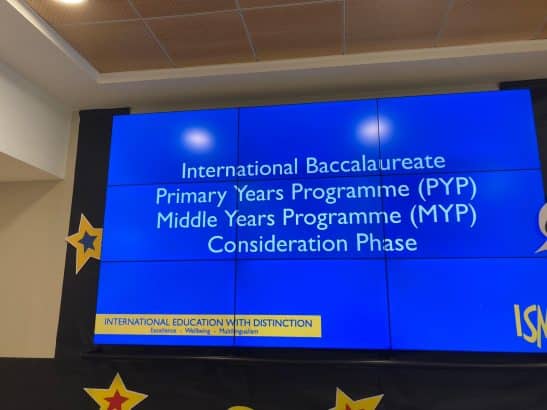 International Baccalaureate
Primary Years Programme (PYP)
Middle Years Programme (MYP)
Consideration Phase
INTERNATIONAL EDUCATION WITH DISTINCTION
Excellence - Wellbeing - Multilingualism